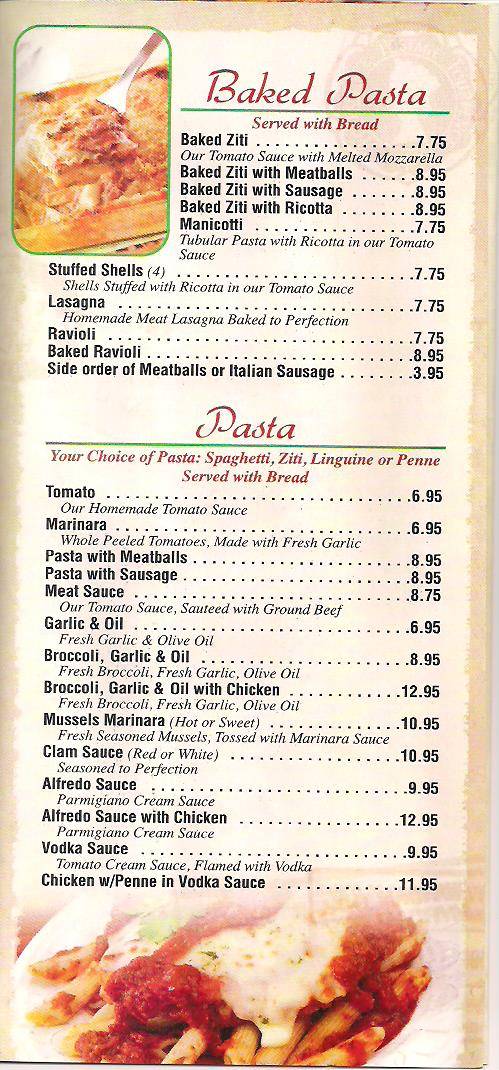 Baked Pasta
Served with Bread
Baked Ziti . . . . . . . . . . . . . . . . .7.75
Our Tomato Sauce with Melted Mozzarella
Baked Ziti with Meatballs . . . . . .8.95
Baked Ziti with Sausage . . . . . . .8.95
Baked Ziti with Ricotta . . . . . . . .8.95
Manicotti . . . . . . . . . . . . . . . . .7.75
Tubular Pasta with Ricotta in our Tomato
Sauce
Stuffed Shells (4) . . . . . . . . . . . . . . . . . . . . . . . . .7.75
Shells Stuffed with Ricotta in our Tomato Sauce
Lasagna . . . . . . . . . . . . . . . . . . . . . . . . . . . . . . .7.75
Homemade Meat Lasagna Baked to Perfection
Ravioli . . . . . . . . . . . . . . . . . . . . . . . . . . . . . . . .7.75
Baked Ravioli . . . . . . . . . . . . . . . . . . . . . . . . . . . .8.95
Side order of Meatballs or Italian Sausage . . . . . . . .3.95
Pasta
Your Choice of Pasta: Spaghetti, Ziti, Linguine or Penne
Served with Bread
Tomato . . . . . . . . . . . . . . . . . . . . . . . . . . . . . . . .6.95
Our Homemade Tomato Sauce
Marinara . . . . . . . . . . . . . . . . . . . . . . . . . . . . . . .6.95
Whole Peeled Tomatoes, Made with Fresh Garlic
Pasta with Meatballs . . . . . . . . . . . . . . . . . . . . . . .8.95
Pasta with Sausage . . . . . . . . . . . . . . . . . . . . . . . .8.95
Meat Sauce . . . . . . . . . . . . . . . . . . . . . . . . . . . . .8.75
Our Tomato Sauce, Sauteed with Ground Beef
Garlic & Oil . . . . . . . . . . . . . . . . . . . . . . . . . . . . .6.95
Fresh Garlic & Olive Oil
Broccoli, Garlic & Oil . . . . . . . . . . . . . . . . . . . . . .8.95
Fresh Broccoli, Fresh Garlic, Olive Oil
Broccoli, Garlic & Oil with Chicken . . . . . . . . . . . .12.95
Fresh Broccoli, Fresh Garlic, Olive Oil
Mussels Marinara (Hot or Sweet) . . . . . . . . . . . . . .10.95
Fresh Seasoned Mussels, Tossed with Marinara Sauce
Clam Sauce (Red or White) . . . . . . . . . . . . . . . . . .10.95
Seasoned to Perfection
Alfredo Sauce . . . . . . . . . . . . . . . . . . . . . . . . . . .9.95
Parmigiano Cream Sauce
Alfredo Sauce with Chicken . . . . . . . . . . . . . . . . .12.95
Parmigiano Cream Sauce
Vodka Sauce . . . . . . . . . . . . . . . . . . . . . . . . . . . .9.95
Tomato Cream Sauce, Flamed with Vodka
Chicken w/Penne in Vodka Sauce . . . . . . . . . . . . .11.95